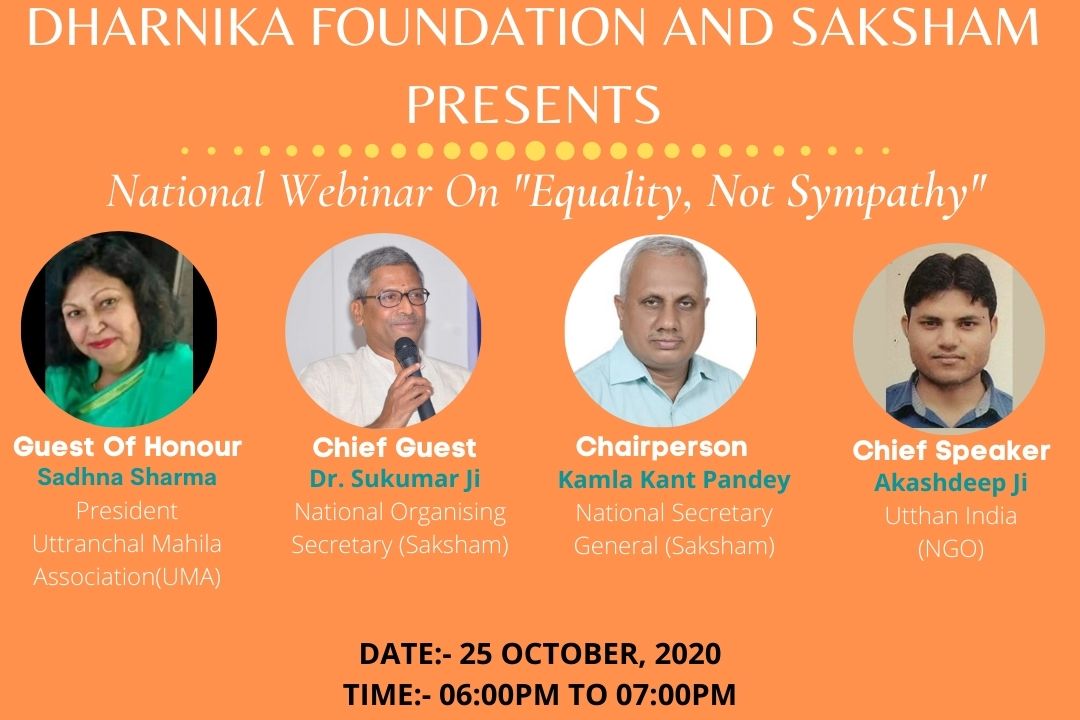 DHARNIKA FOUNDATION AND SAKSHAM
PRESENTS
National Webinar On "Equality, Not Sympathy"
Guest Of Honour
Sadhna Sharma
President
Uttranchal Mahila
Association(UMA)
Chief Guest
Dr. Sukumar Ji
National Organising
Secretary (Saksham)
Chairperson
Kamla Kant Pandey
National Secretary
General (Saksham)
Chief Speaker
Akashdeep Ji
Utthan India
(NGO)
DATE:- 25 OCTOBER, 2020
TIME:- 06:00PM TO 07:00PM